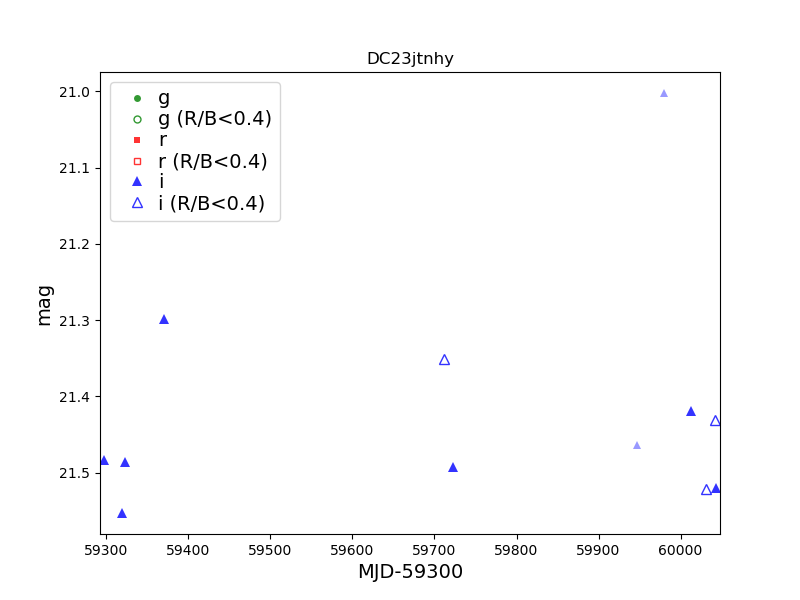 DC23jtnhy
g
g (R/B<0.4)
r
r (R/B<0.4)
i
i (R/B<0.4)
21.0
21.1
21.2
21.3
21.4
21.5
mag
59300 59400 59500 59600 59700 59800 59900 60000
MJD-59300